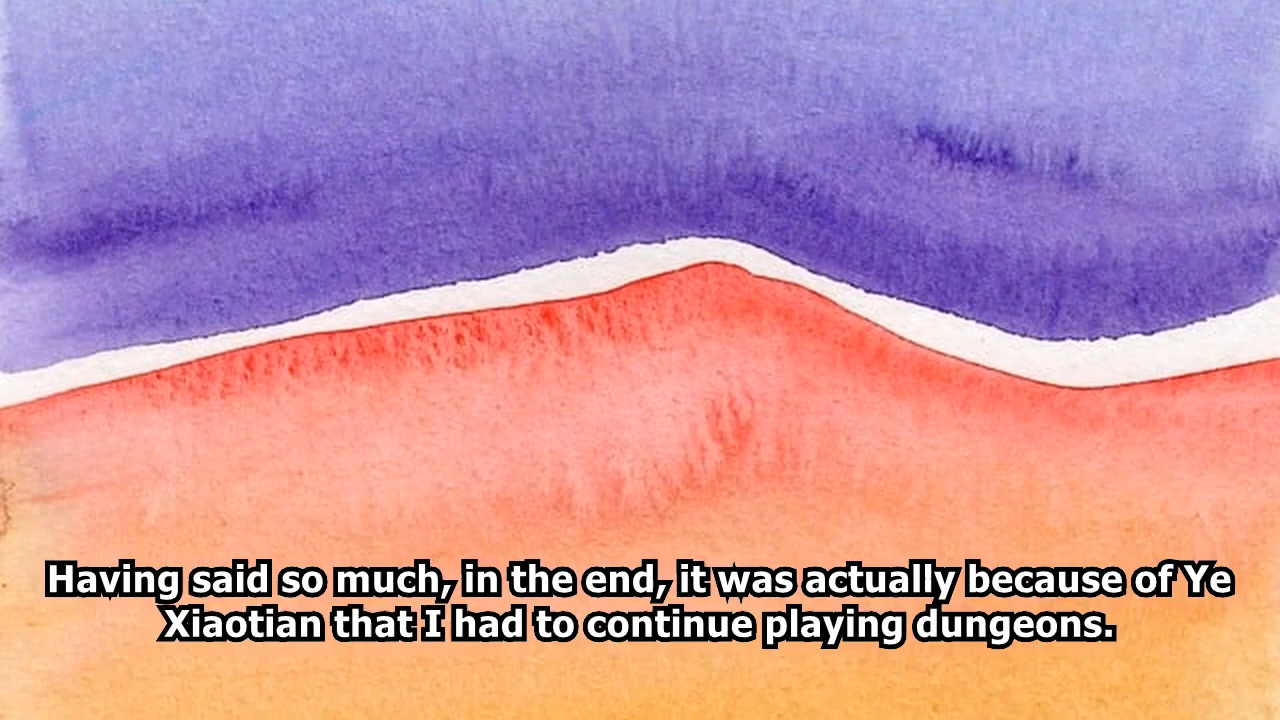 Having said so much, in the end, it was actually because of Ye
Xiaotian that I had to continue playing dungeons.